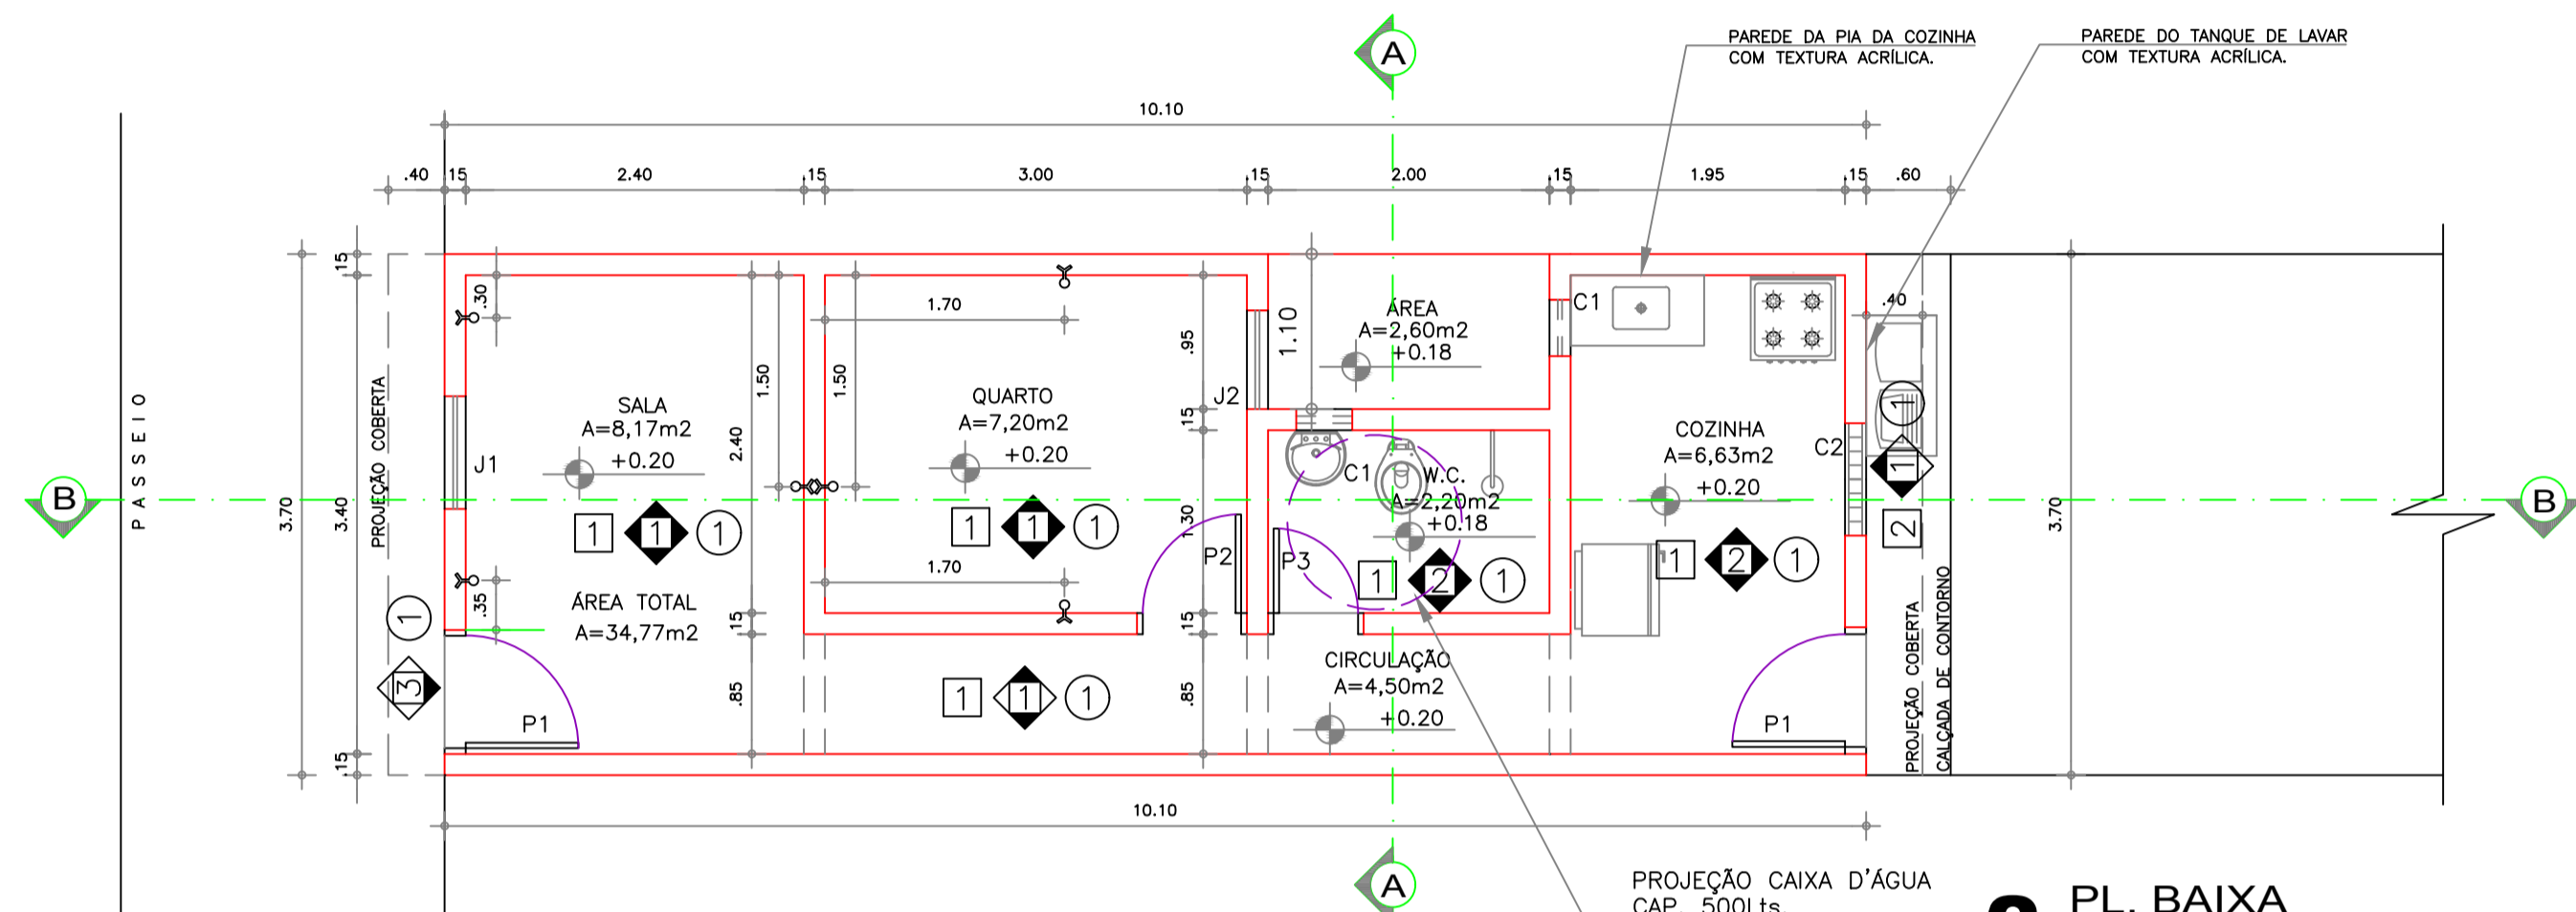 A
PAREDE DA PIA DA COZINHA
COM TEXTURA ACRÍLICA.
PAREDE DO TANQUE DE LAVAR
COM TEXTURA ACRÍLICA.
10.10
.40
15
2.40
.15
3.00
.15
2.00
.15
1.95
.15
.60
PASSEIO
B
3.70
15
3.40
.15
PROJEÇÃO COBERTA
.30
J1
.35
1
3
P1
SALA
A=8,17m2
+0.20
1
1
1
ÁREA TOTAL
A=34,77m2
2.40
15
.85
1.50
1.50
1.70
QUARTO
A=7,20m2
+0.20
1
1
1
1.70
1
1
1
.95
15
1.30
15
.85
J2
P2
1.10
ÁREA
A=2,60m2
+0.18
C1
C1
W.C.
A=2,20m2
+0.18
P3
1
2
1
CIRCULAÇÃO
A=4,50m2
+0.20
COZINHA
A=6,63m2
+0.20
1
2
1
C2
P1
.40
1
1
2
PROJEÇÃO COBERTA
CALÇADA DE CONTORNO
3.70
B
10.10
A
PROJEÇÃO CAIXA D'ÁGUA
CAP. 500Lts.
PL. BAIXA